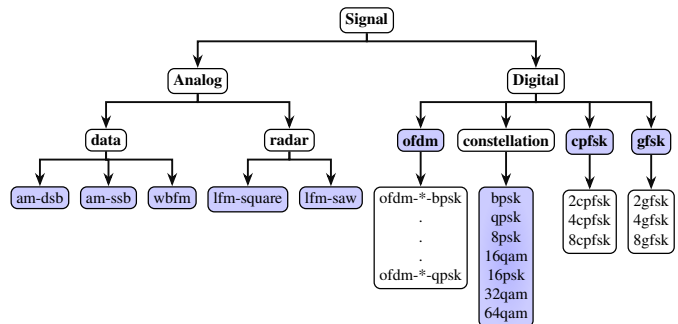 Signal
Analog
Digital
data
radar
ofdm
constellation
cpfsk
gfsk
am-dsb
am-ssb
wbfm
lfm-square
lfm-saw
ofdm-*-bpsk
.
.
.
ofdm-*-qpsk
bpsk
qpsk
8psk
16qam
16psk
32qam
64qam
2cpfsk
4cpfsk
8cpfsk
2gfsk
4gfsk
8gfsk